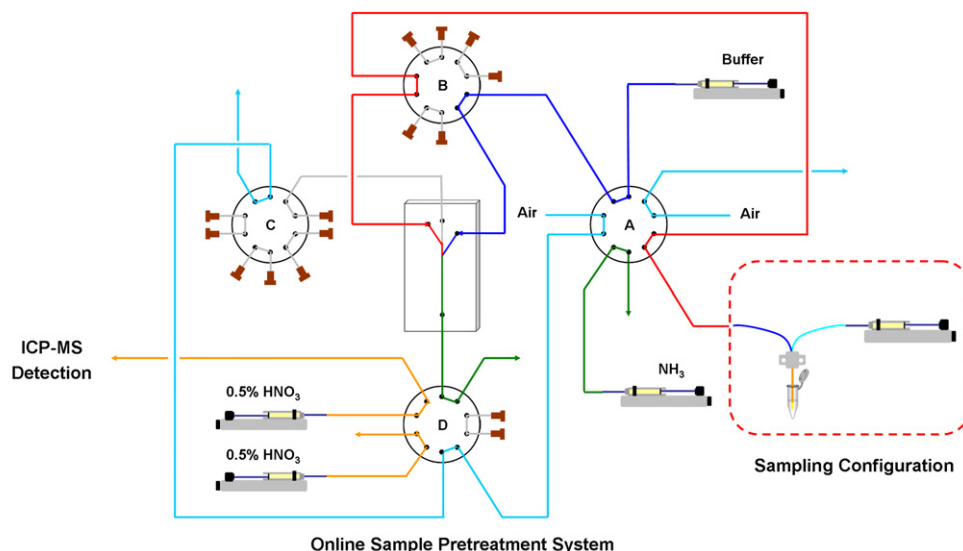 B
Buffer
C
Air
A
Air
ICP-MS
Detection
0.5% HNO₃
NH₃
D
0.5% HNO₃
Sampling Configuration
Online Sample Pretreatment System